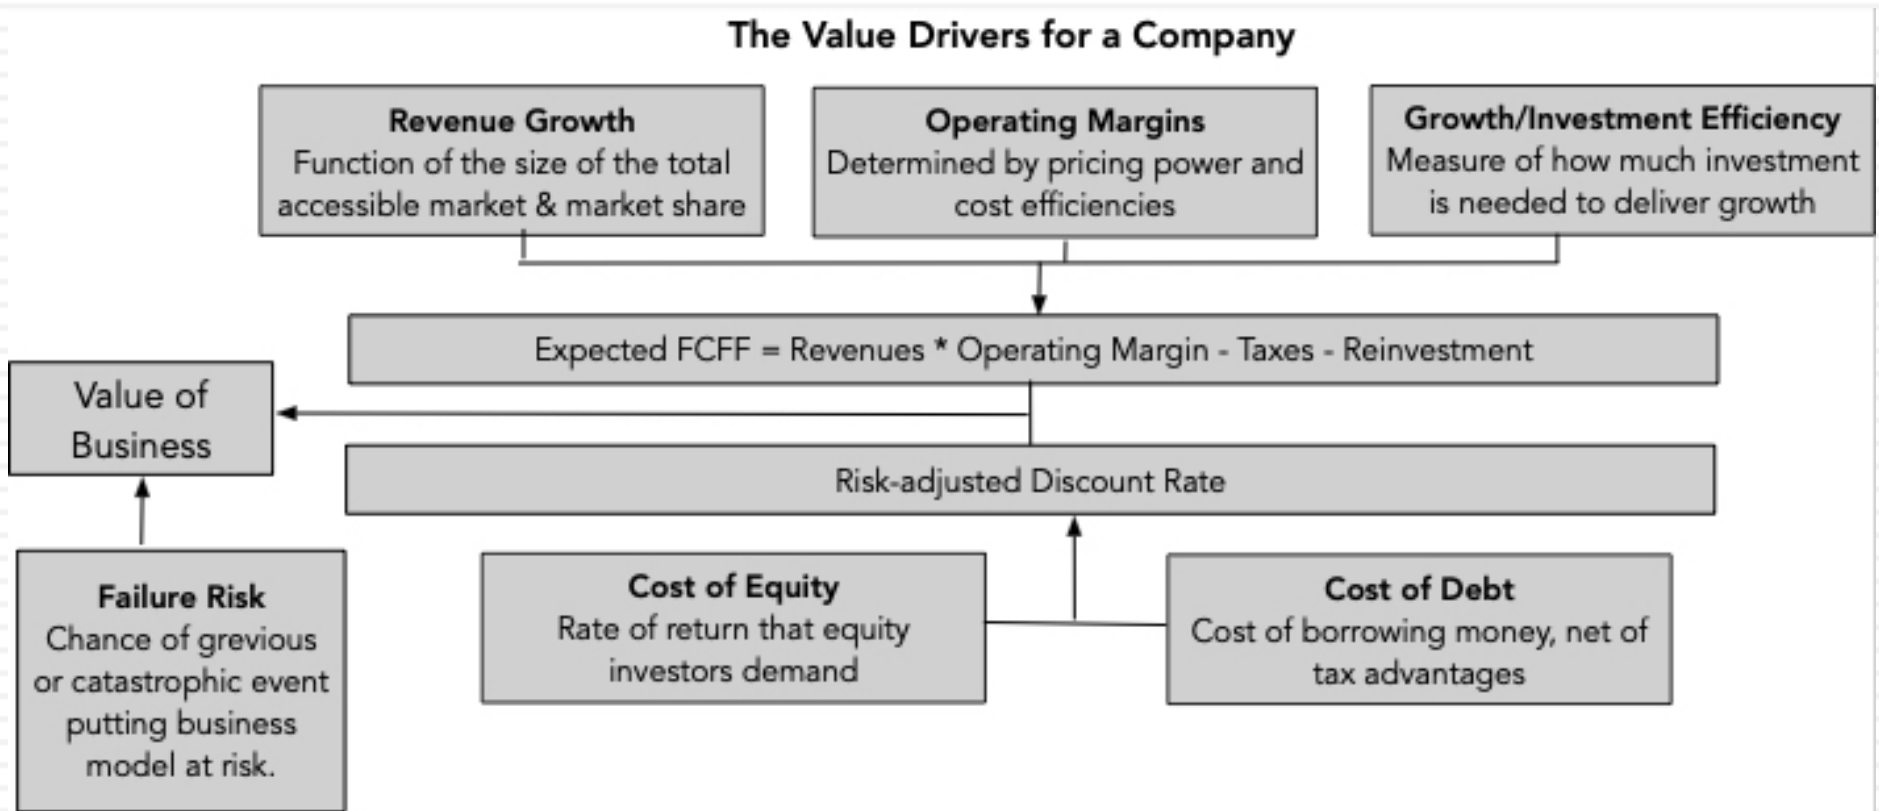 The Value Drivers for a Company
Revenue Growth
Function of the size of the total
accessible market & market share
Operating Margins
Determined by pricing power and
cost efficiencies
Growth/Investment Efficiency
Measure of how much investment
is needed to deliver growth
Expected FCFF = Revenues * Operating Margin - Taxes - Reinvestment
Value of
Business
Risk-adjusted Discount Rate
Failure Risk
Chance of grevious
or catastrophic event
putting business
model at risk.
Cost of Equity
Rate of return that equity
investors demand
Cost of Debt
Cost of borrowing money, net of
tax advantages